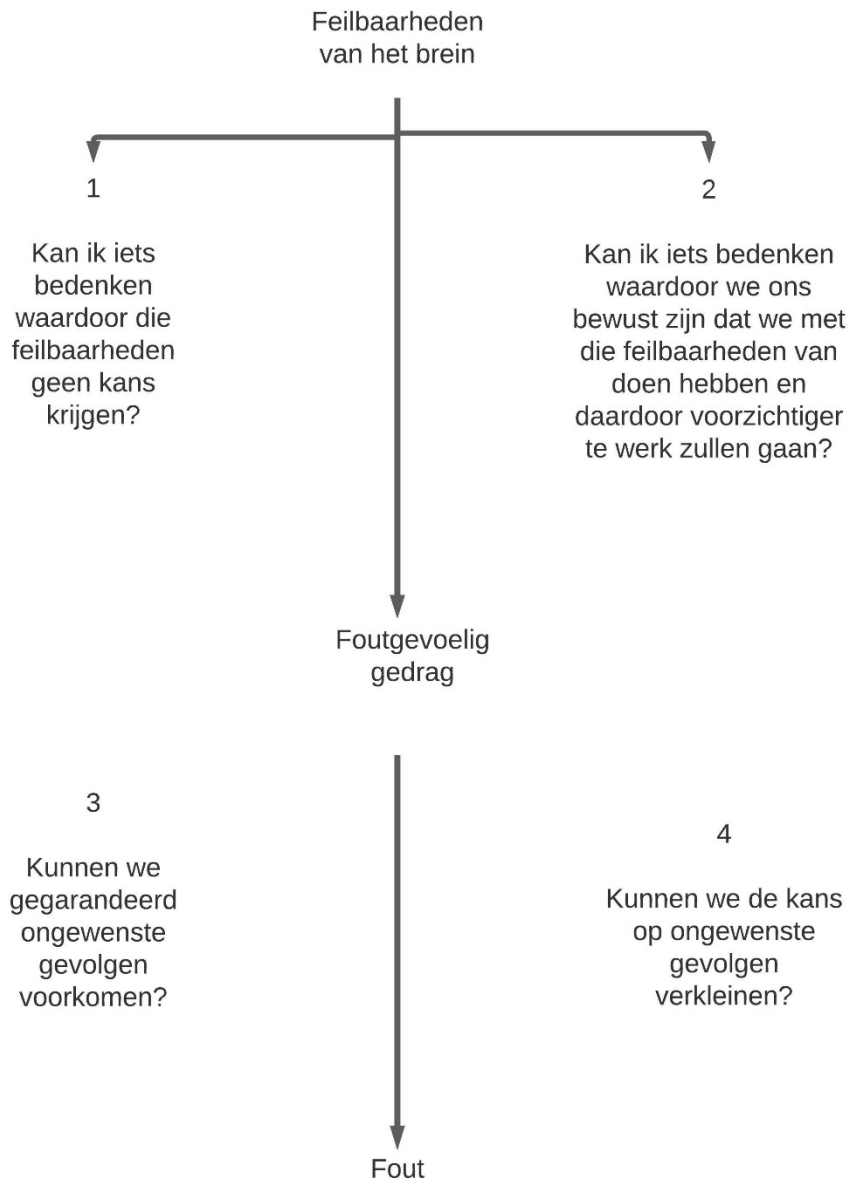 Feilbaarheden
van het brein
1
Kan ik iets
bedenken
waardoor die
feilbaarheden
geen kans
krijgen?
2
Kan ik iets bedenken
waardoor we ons
bewust zijn dat we met
die feilbaarheden van
doen hebben en
daardoor voorzichtiger
te werk zullen gaan?
Foutgevoelig
gedrag
3
Kunnen we
gegarandeerd
ongewenste
gevolgen
voorkomen?
4
Kunnen we de kans
op ongewenste
gevolgen
verkleinen?
Fout